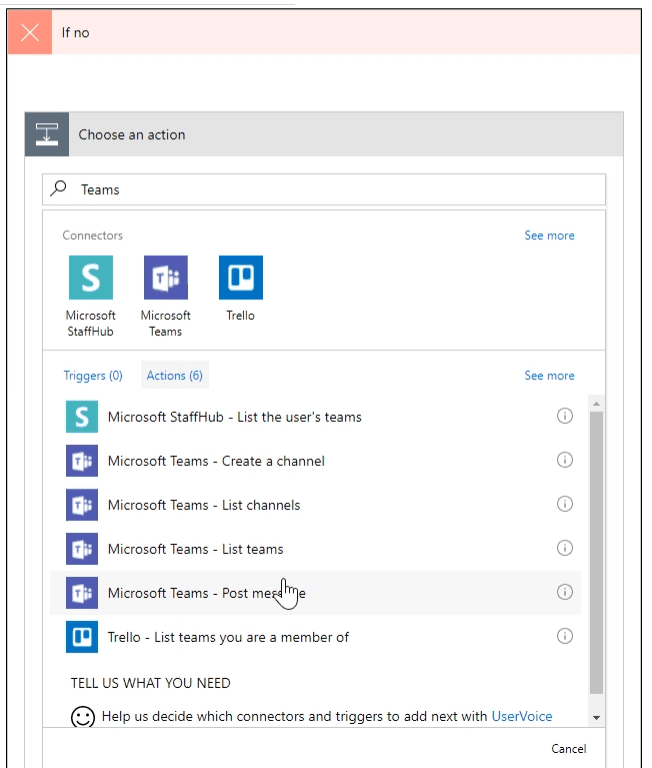 If no
Choose an action
Teams
Connectors
See more
Microsoft
StaffHub
Microsoft
Teams
Trello
Triggers (0)
Actions (6)
See more
Microsoft StaffHub - List the user's teams
Microsoft Teams - Create a channel
Microsoft Teams - List channels
Microsoft Teams - List teams
Microsoft Teams - Post
Trello - List teams you are a member of
TELL US WHAT YOU NEED
Help us decide which connectors and triggers to add next with UserVoice
Cancel